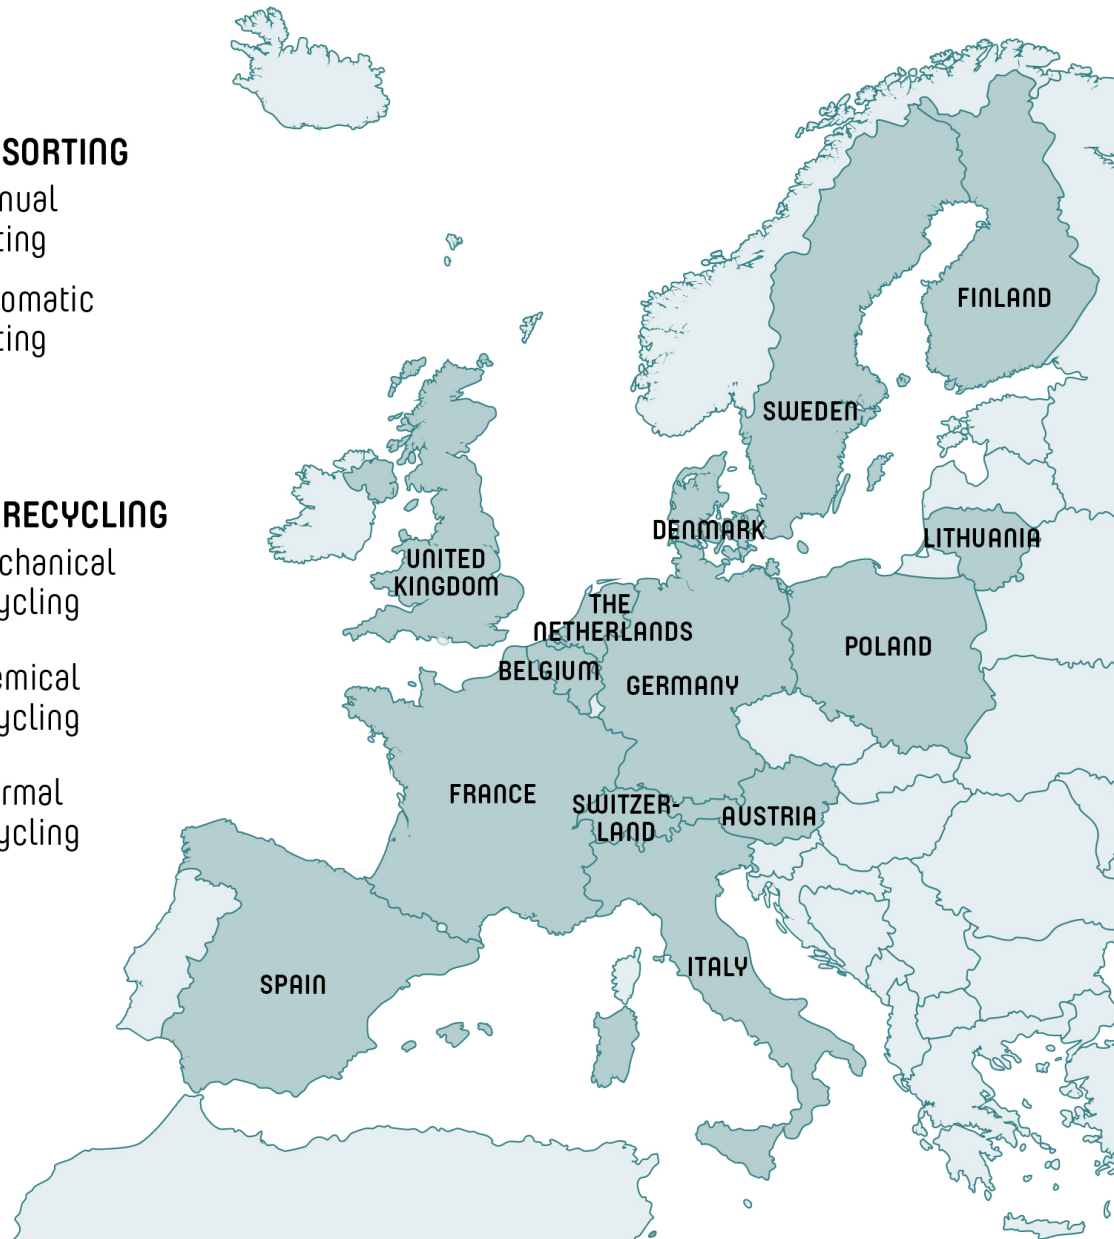 SORTING
nual
ting
omatic
ting
RECYCLING
chanical
ycling
emical
ycling
rmal
ycling
FINLAND
SWEDEN
DENMARK
LITHUANIA
UNITED
KINGDOM
THE
NETHERLANDS
BELGIUM
GERMANY
POLAND
FRANCE
SWITZER-
LAND
AUSTRIA
SPAIN
ITALY